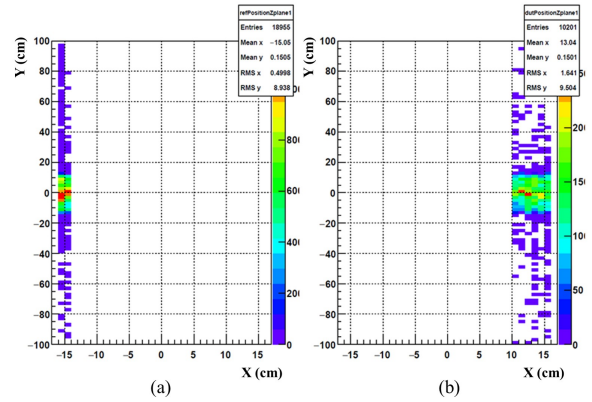 refPositionZplane1
Entries 18955
Mean x −15.05
Mean y 0.1505
RMS x 0.4998
RMS y 8.938
Y (cm)
100
80
60
40
20
0
−20
−40
−60
−80
−100
−15 −10 −5 0 5 10 15
X (cm)
800
600
400
200
0
(a)
dutPositionZplane1
Entries 10201
Mean x 13.04
Mean y 0.1501
RMS x 1.641
RMS y 9.504
Y (cm)
100
80
60
40
20
0
−20
−40
−60
−80
−100
−15 −10 −5 0 5 10 15
X (cm)
0
(b)